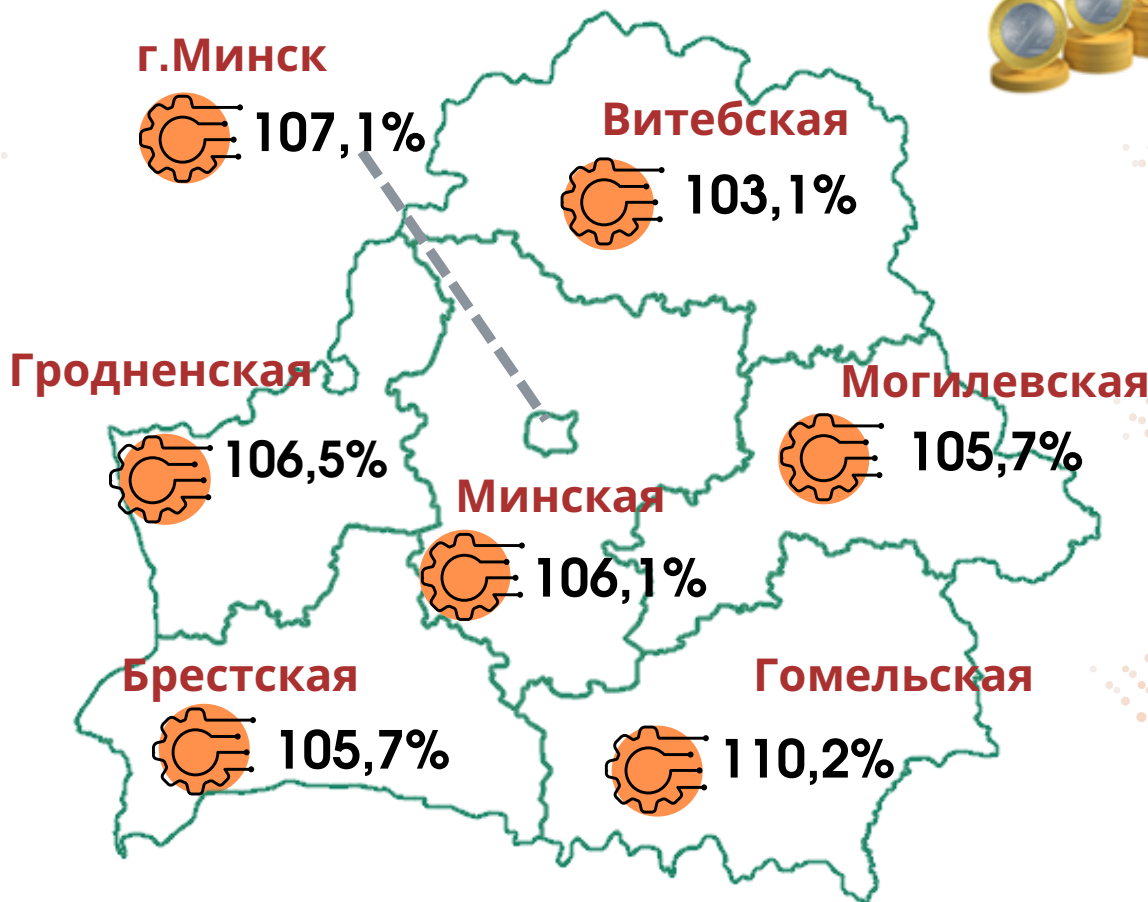 г.Минск
107,1%
Витебская
103,1%
Гродненская
106,5%
Могилевская
105,7%
Минская
106,1%
Брестская
105,7%
Гомельская
110,2%